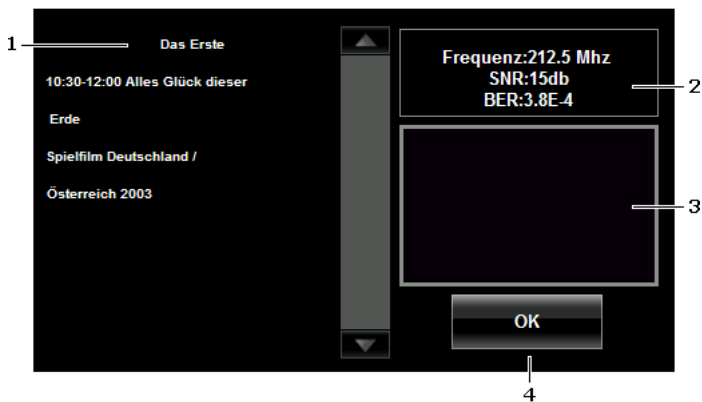 1
Das Erste
10:30-12:00 Alles Glück dieser
Erde
Spielfilm Deutschland /
Österreich 2003
Frequenz:212.5 Mhz
SNR:15db
BER:3.8E-4
2
3
OK
4